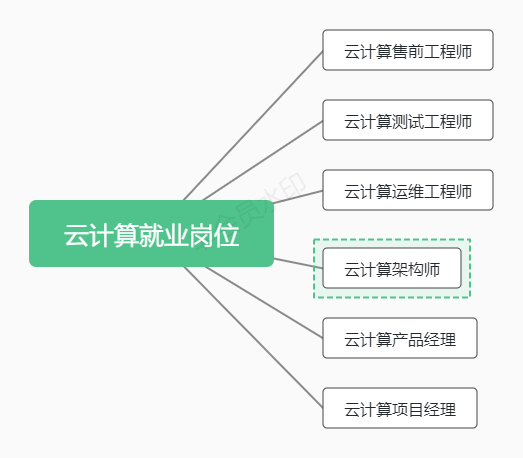 云计算售前工程师
云计算测试工程师
云计算运维工程师
云计算就业岗位
云计算架构师
云计算产品经理
云计算项目经理